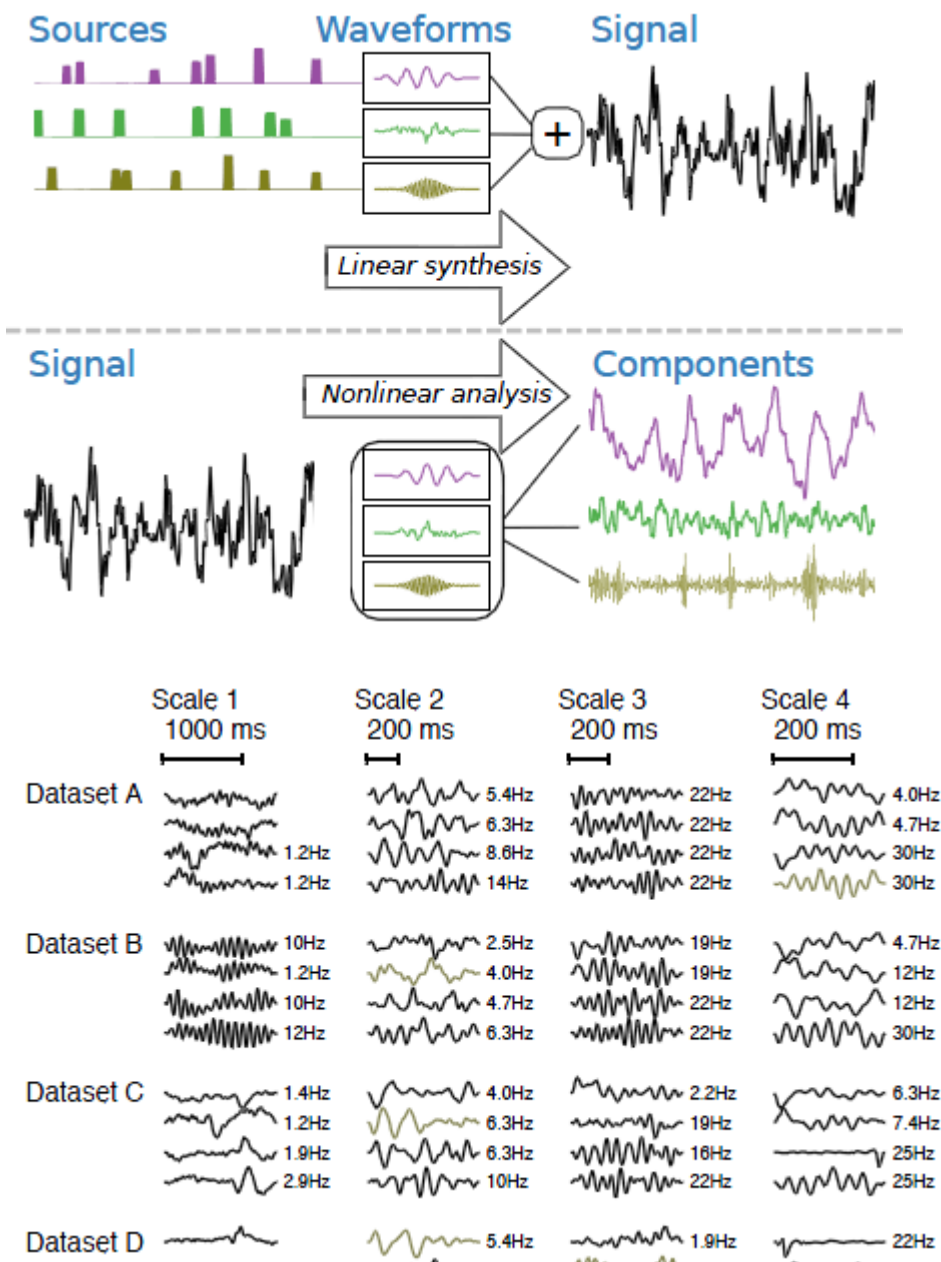 Sources Waveforms Signal
+
Linear synthesis
Signal Components
Nonlinear analysis
Scale 1 Scale 2 Scale 3 Scale 4
1000 ms 200 ms 200 ms 200 ms
Dataset A 5.4Hz 22Hz 4.0Hz
6.3Hz 22Hz 4.7Hz
1.2Hz 8.6Hz 22Hz 30Hz
1.2Hz 14Hz 22Hz 30Hz
Dataset B 10Hz 2.5Hz 19Hz 4.7Hz
1.2Hz 4.0Hz 19Hz 12Hz
10Hz 4.7Hz 22Hz 12Hz
12Hz 6.3Hz 22Hz 30Hz
Dataset C 1.4Hz 4.0Hz 2.2Hz 6.3Hz
1.2Hz 6.3Hz 19Hz 7.4Hz
1.9Hz 6.3Hz 16Hz 25Hz
2.9Hz 10Hz 22Hz 25Hz
Dataset D 5.4Hz 1.9Hz 22Hz